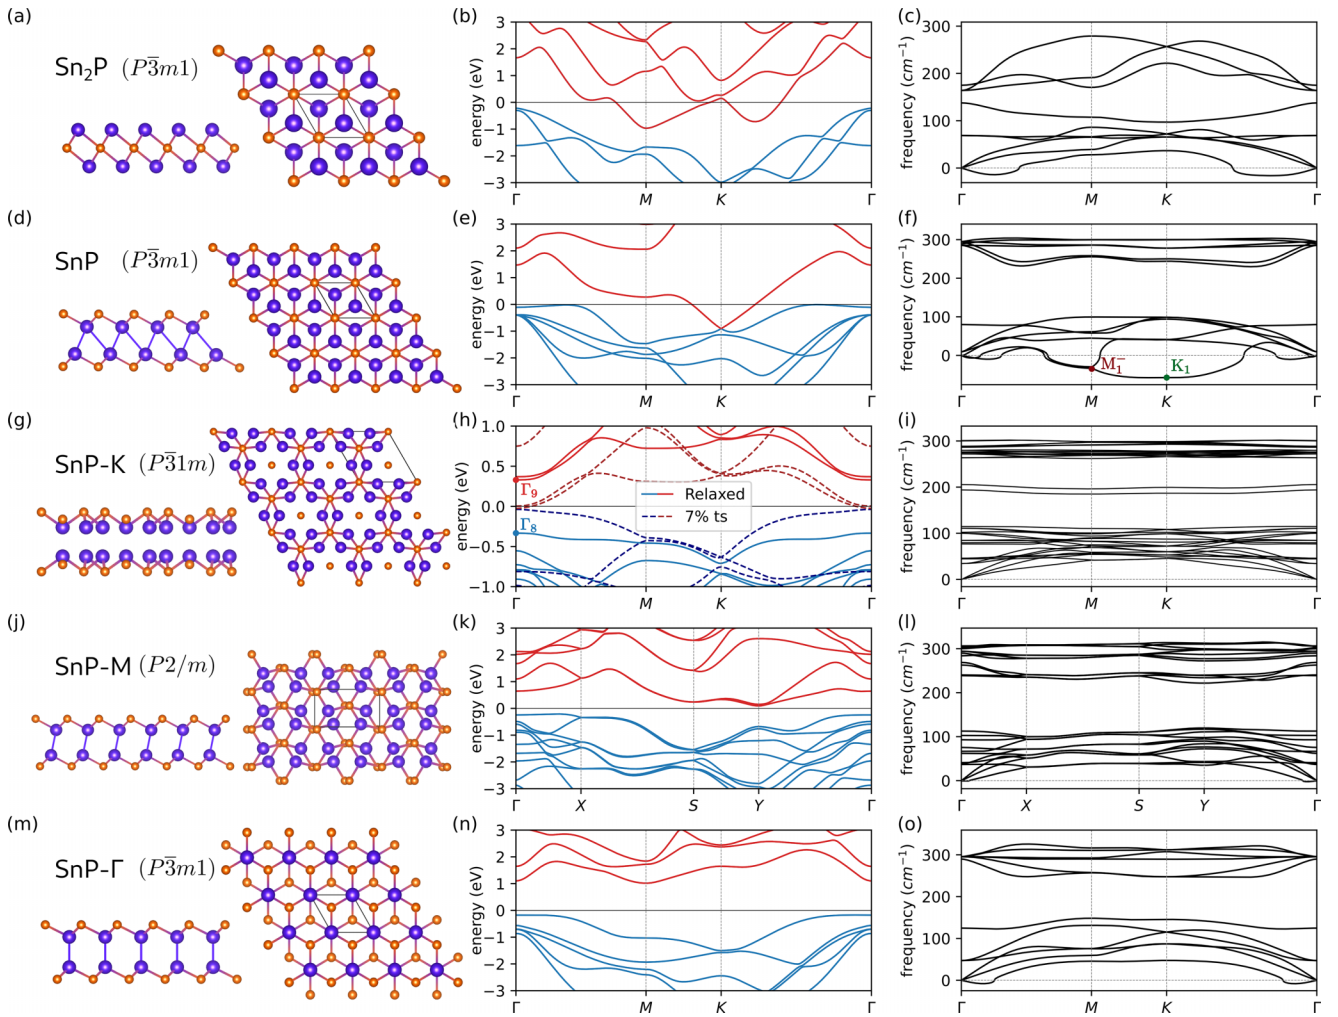 (a)
Sn₂P (P3̅m1)
(b)
energy (eV)
3
2
1
0
−1
−2
−3
Γ M K Γ
(c)
frequency (cm⁻¹)
300
200
100
0
Γ M K Γ
(d)
SnP (P3̅m1)
(e)
energy (eV)
3
2
1
0
−1
−2
−3
Γ M K Γ
(f)
frequency (cm⁻¹)
300
200
100
0
M₁⁻
K₁
Γ M K Γ
(g)
SnP-K (P3̅1m)
(h)
energy (eV)
1.0
0.5
0.0
−0.5
−1.0
Γ₉
Γ₈
Relaxed
7% ts
Γ M K Γ
(i)
frequency (cm⁻¹)
300
200
100
0
Γ M K Γ
(j)
SnP-M (P2/m)
(k)
energy (eV)
3
2
1
0
−1
−2
−3
Γ X S Y Γ
(l)
frequency (cm⁻¹)
300
200
100
0
Γ X S Y Γ
(m)
SnP-Γ (P3̅m1)
(n)
energy (eV)
3
2
1
0
−1
−2
−3
Γ M K Γ
(o)
frequency (cm⁻¹)
300
200
100
0
Γ M K Γ